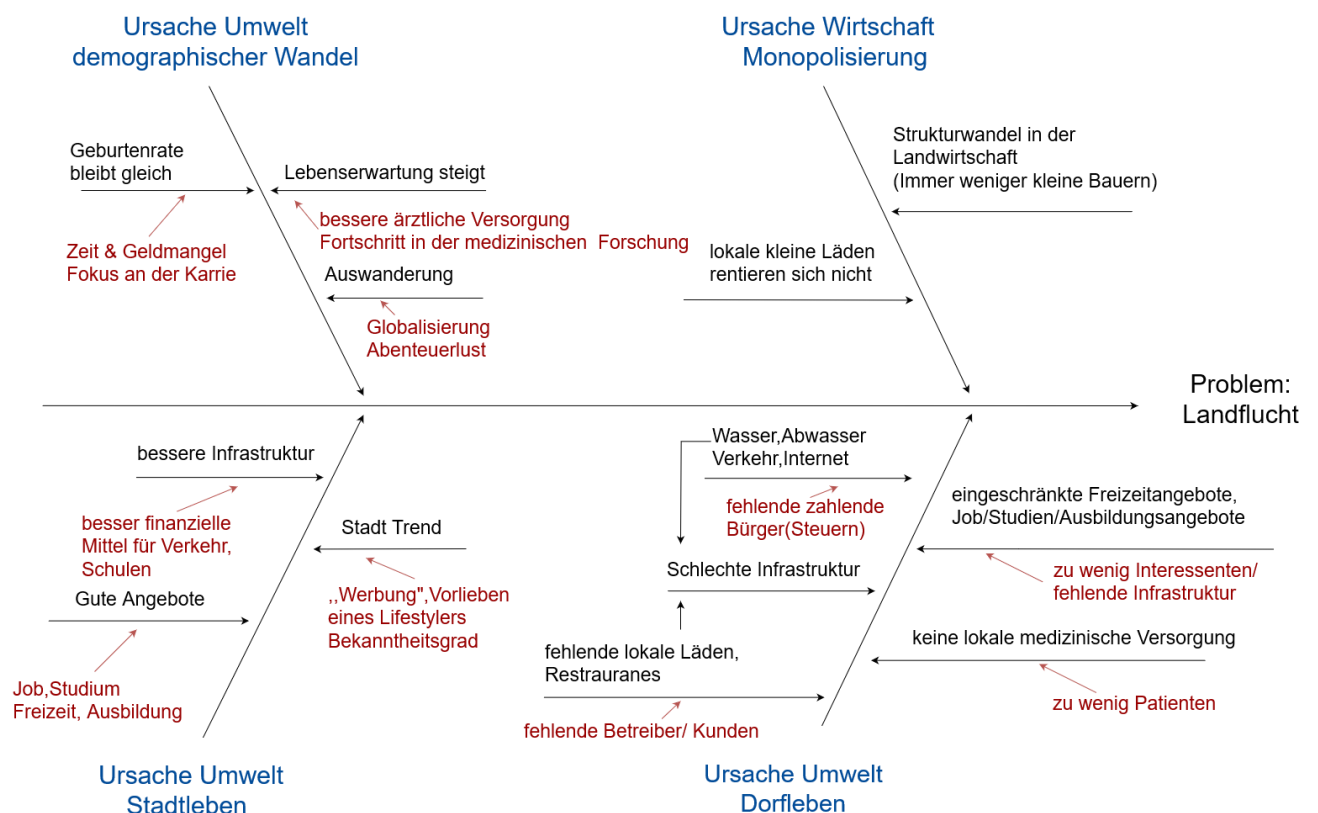 Ursache Umwelt
demographischer Wandel
Ursache Wirtschaft
Monopolisierung
Geburtenrate
bleibt gleich
Lebenserwartung steigt
Zeit & Geldmangel
Fokus an der Karrie
bessere ärztliche Versorgung
Fortschritt in der medizinischen Forschung
Auswanderung
Globalisierung
Abenteuerlust
Strukturwandel in der
Landwirtschaft
(Immer weniger kleine Bauern)
lokale kleine Läden
rentieren sich nicht
Problem:
Landflucht
bessere Infrastruktur
besser finanzielle
Mittel für Verkehr,
Schulen
Stadt Trend
,,Werbung",Vorlieben
eines Lifestylers
Bekanntheitsgrad
Gute Angebote
Job,Studium
Freizeit, Ausbildung
Wasser,Abwasser
Verkehr,Internet
fehlende zahlende
Bürger(Steuern)
Schlechte Infrastruktur
fehlende lokale Läden,
Restrauranes
fehlende Betreiber/ Kunden
eingeschränkte Freizeitangebote,
Job/Studien/Ausbildungsangebote
zu wenig Interessenten/
fehlende Infrastruktur
keine lokale medizinische Versorgung
zu wenig Patienten
Ursache Umwelt
Stadtleben
Ursache Umwelt
Dorfleben